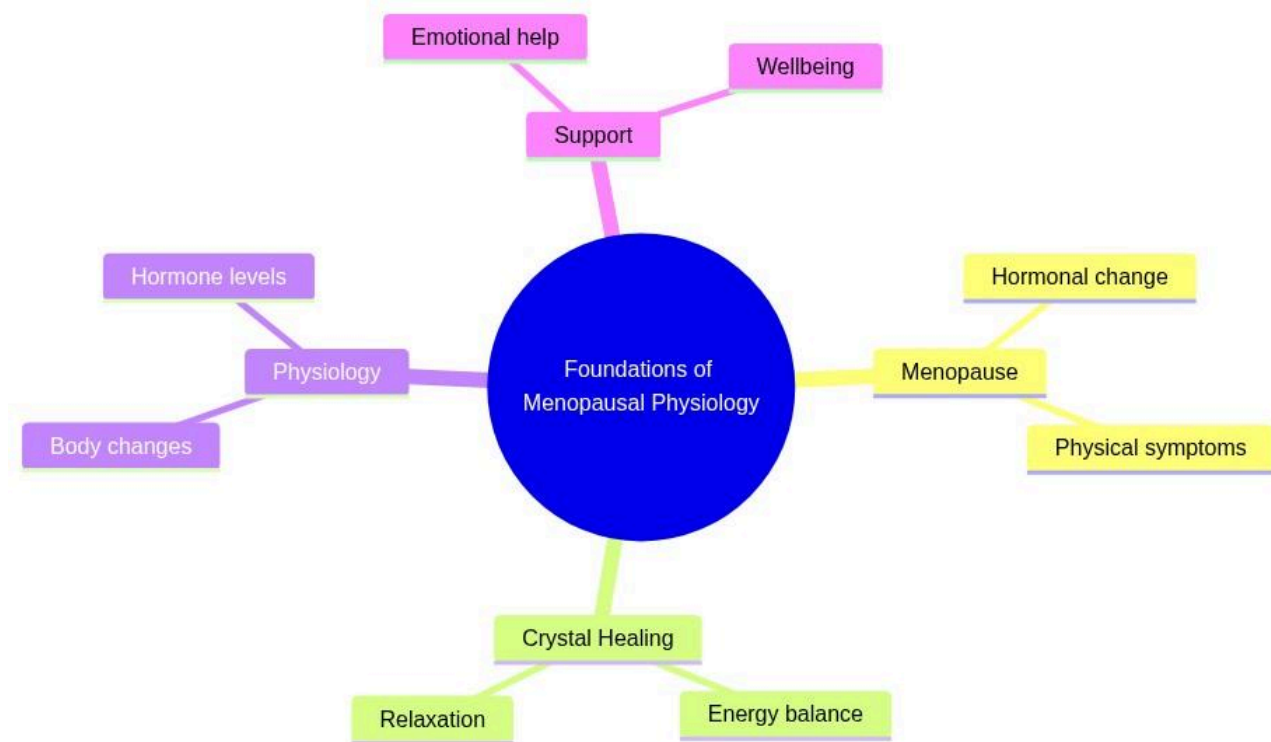 Emotional help
Wellbeing
Support
Hormone levels
Hormonal change
Physiology
Foundations of
Menopausal Physiology
Menopause
Body changes
Physical symptoms
Crystal Healing
Relaxation
Energy balance